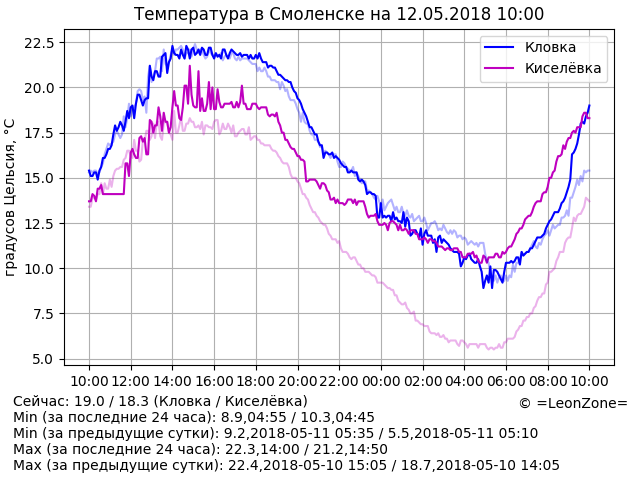 Температура в Смоленске на 12.05.2018 10:00
градусов Цельсия, °C
22.5
20.0
17.5
15.0
12.5
10.0
7.5
5.0
Кловка
Киселёвка
10:00 12:00 14:00 16:00 18:00 20:00 22:00 00:00 02:00 04:00 06:00 08:00 10:00
Сейчас: 19.0 / 18.3 (Кловка / Киселёвка)
© =LeonZone=
Min (за последние 24 часа): 8.9,04:55 / 10.3,04:45
Min (за предыдущие сутки): 9.2,2018-05-11 05:35 / 5.5,2018-05-11 05:10
Max (за последние 24 часа): 22.3,14:00 / 21.2,14:50
Max (за предыдущие сутки): 22.4,2018-05-10 15:05 / 18.7,2018-05-10 14:05